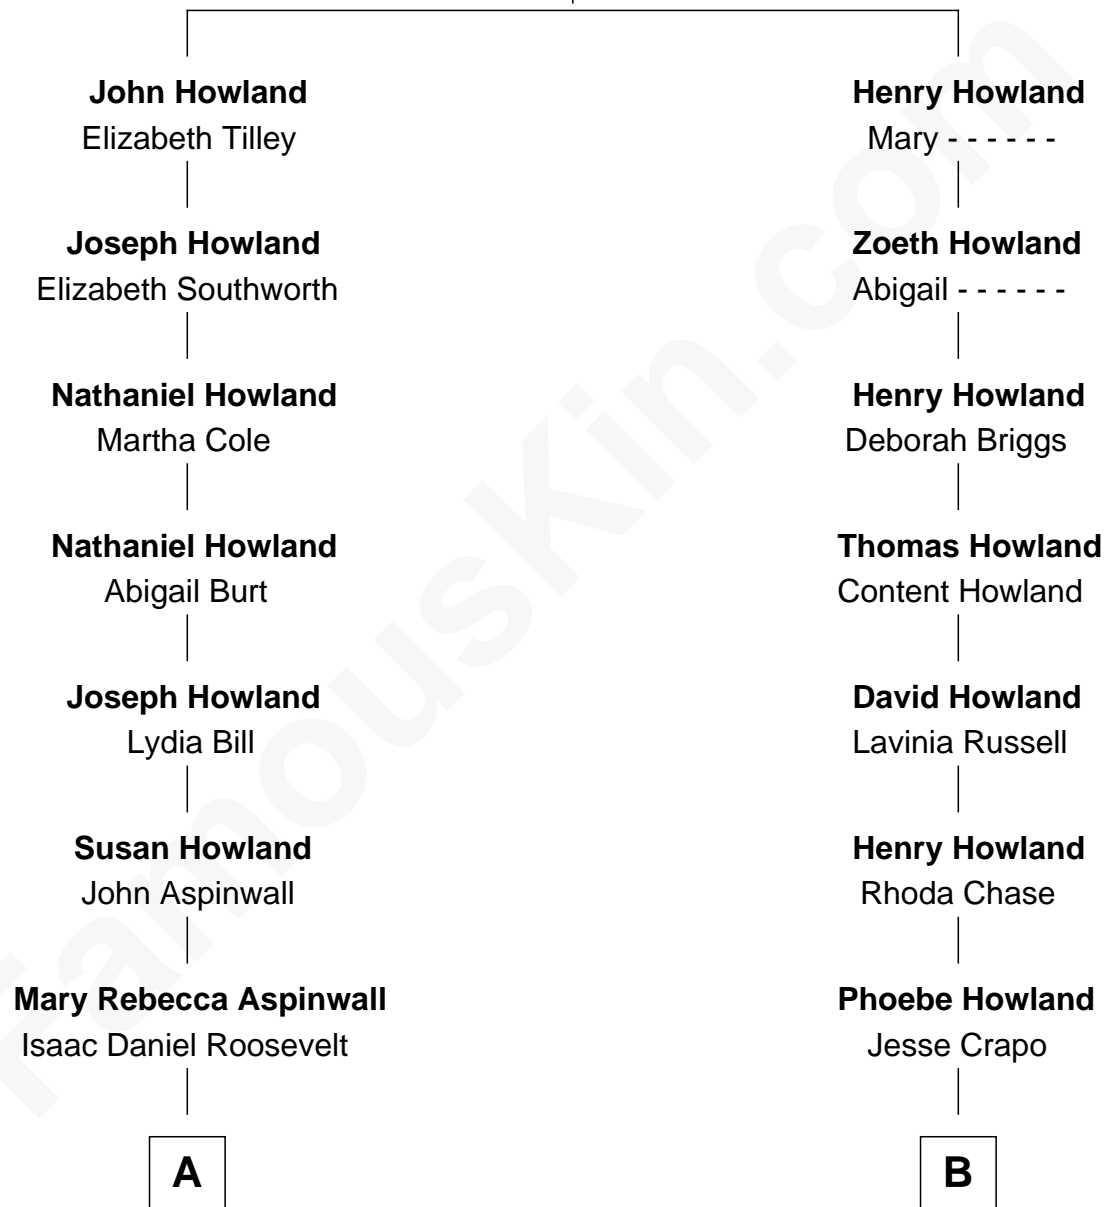 John Howland
Elizabeth Tilley
Joseph Howland
Elizabeth Southworth
Nathaniel Howland
Martha Cole
Nathaniel Howland
Abigail Burt
Joseph Howland
Lydia Bill
Susan Howland
John Aspinwall
Mary Rebecca Aspinwall
Isaac Daniel Roosevelt
A
Henry Howland
Mary - - - - - -
Zoeth Howland
Abigail - - - - - -
Henry Howland
Deborah Briggs
Thomas Howland
Content Howland
David Howland
Lavinia Russell
Henry Howland
Rhoda Chase
Phoebe Howland
Jesse Crapo
B
FamousKin.com